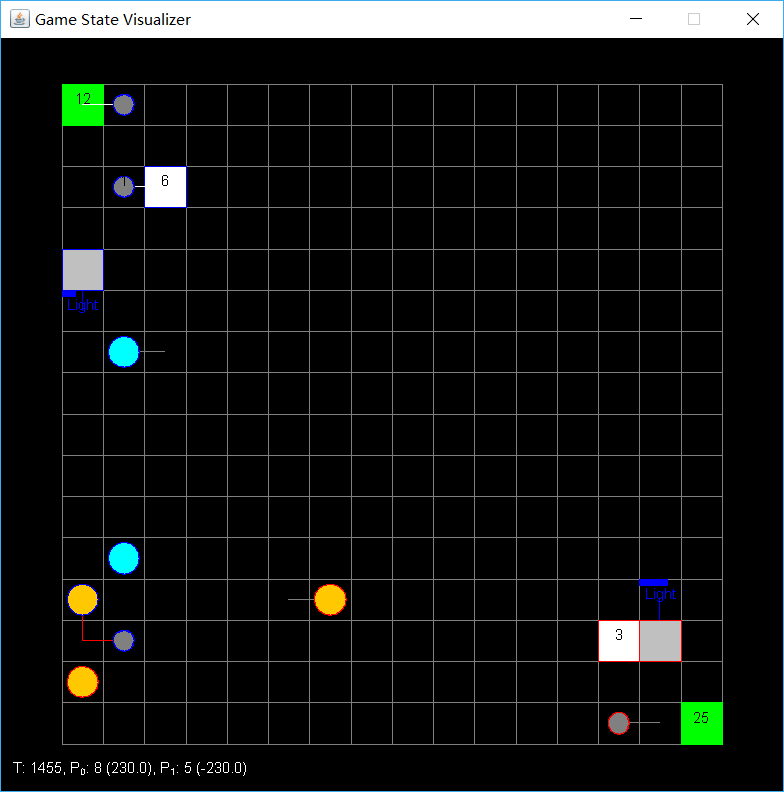 Game State Visualizer
12
6
Light
Light
3
25
T: 1455, P₀: 8 (230.0), P₁: 5 (-230.0)